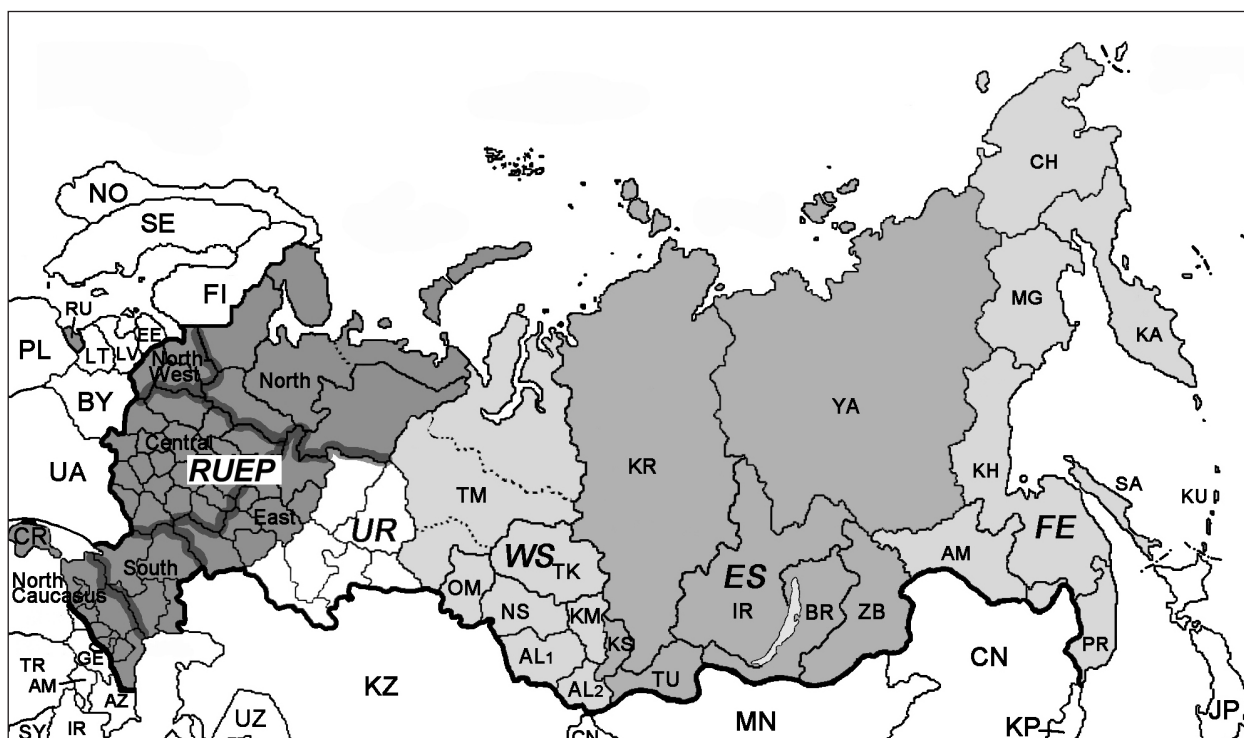 CH
NO
SE
FI
MG
RU
KA
PL
LT
LV
EE
North-
West
North
BY
YA
Central
RUEP
KR
UA
TM
KH
SA
KU
East
UR
FE
CR
WS
TK
AM
South
ES
North
Caucasus
OM
NS
KM
KS
IR
BR
ZB
PR
GE
TR
AL1
CN
AM
AZ
KZ
AL2
TU
SY
IR
UZ
CN
MN
KP
JP